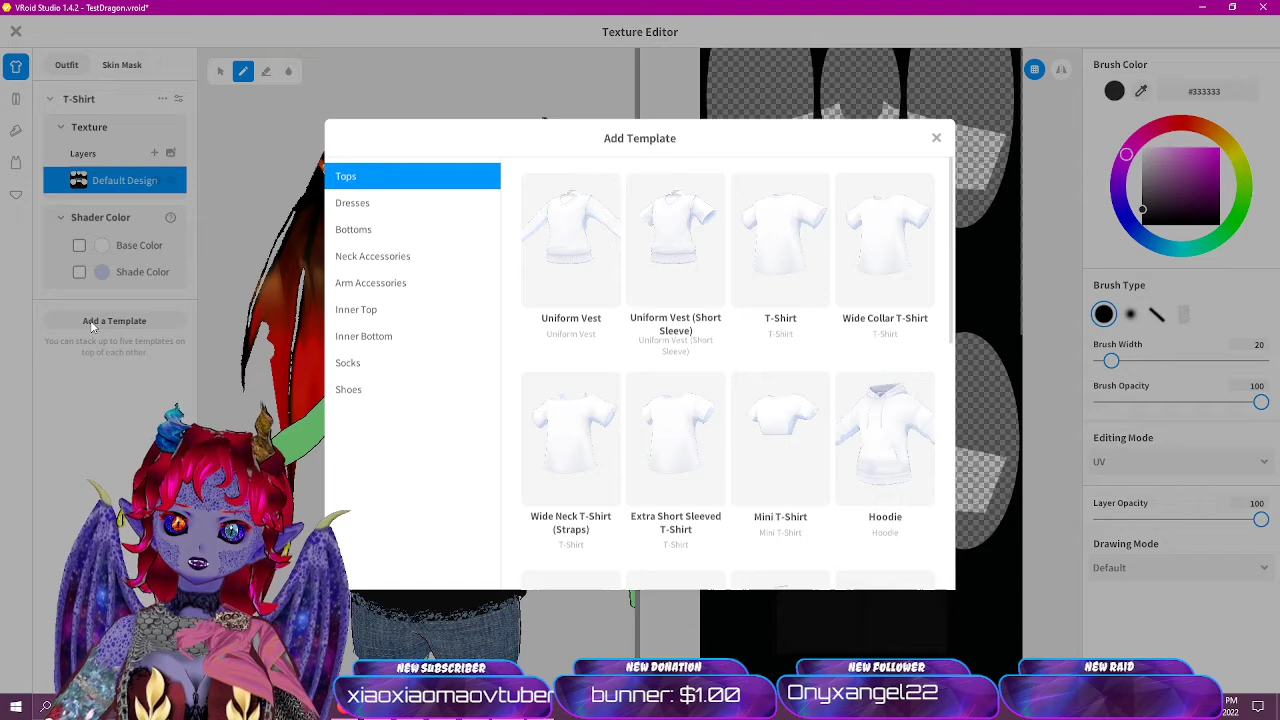 VRoid Studio 1.4.2 - TestDragon.vroid*
Texture Editor
Outfit
Skin Mask
T-Shirt
Texture
Layers
Default Design
Shader Color
Base Color
Shade Color
Add a Template
You can stack up to five templates on
top of each other.
Add Template
Tops
Dresses
Bottoms
Neck Accessories
Arm Accessories
Inner Top
Inner Bottom
Socks
Shoes
Uniform Vest
Uniform Vest
Uniform Vest (Short
Sleeve)
Uniform Vest (Short
Sleeve)
T-Shirt
T-Shirt
Wide Collar T-Shirt
T-Shirt
Wide Neck T-Shirt
(Straps)
T-Shirt
Extra Short Sleeved
T-Shirt
T-Shirt
Mini T-Shirt
Mini T-Shirt
Hoodie
Hoodie
Brush Color
#333333
Brush Type
Brush Width
20
Brush Opacity
100
Editing Mode
UV
Layer Opacity
100
Drawing Mode
Default
NEW SUBSCRIBER
xiaoxiaomaovtuber
NEW DONATION
bunner: $1.00
NEW FOLLOWER
Onyxangel22
NEW RAID
PM